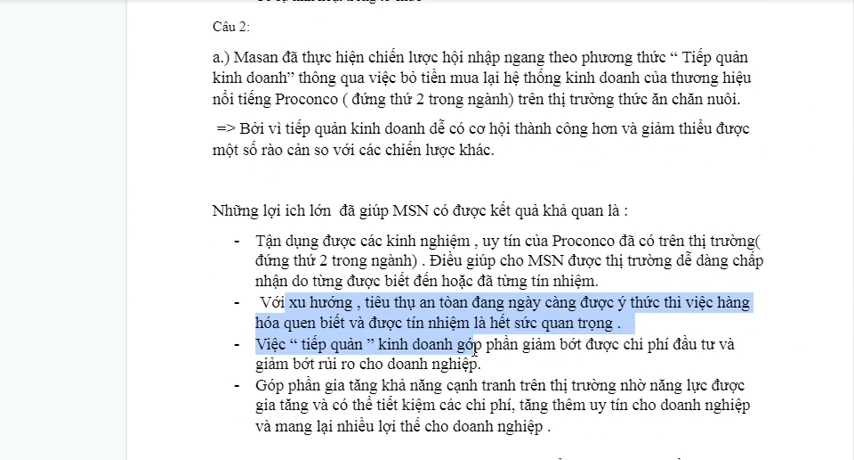 Câu 2:
a.) Masan đã thực hiện chiến lược hội nhập ngang theo phương thức “ Tiếp quản
kinh doanh” thông qua việc bỏ tiền mua lại hệ thống kinh doanh của thương hiệu
nổi tiếng Proconco ( đứng thứ 2 trong ngành) trên thị trường thức ăn chăn nuôi.
=> Bởi vì tiếp quản kinh doanh dễ có cơ hội thành công hơn và giảm thiểu được
một số rào cản so với các chiến lược khác.
Những lợi ich lớn đã giúp MSN có được kết quả khả quan là :
- Tận dụng được các kinh nghiệm , uy tín của Proconco đã có trên thị trường(
đứng thứ 2 trong ngành) . Điều giúp cho MSN được thị trường dễ dàng chấp
nhận do từng được biết đến hoặc đã từng tín nhiệm.
- Với xu hướng , tiêu thụ an tòan đang ngày càng được ý thức thì việc hàng
hóa quen biết và được tín nhiệm là hết sức quan trọng .
- Việc “ tiếp quản ” kinh doanh góp phần giảm bớt được chi phí đầu tư và
giảm bớt rủi ro cho doanh nghiệp.
- Góp phần gia tăng khả năng cạnh tranh trên thị trường nhờ năng lực được
gia tăng và có thể tiết kiệm các chi phí, tăng thêm uy tín cho doanh nghiệp
và mang lại nhiều lợi thế cho doanh nghiệp .